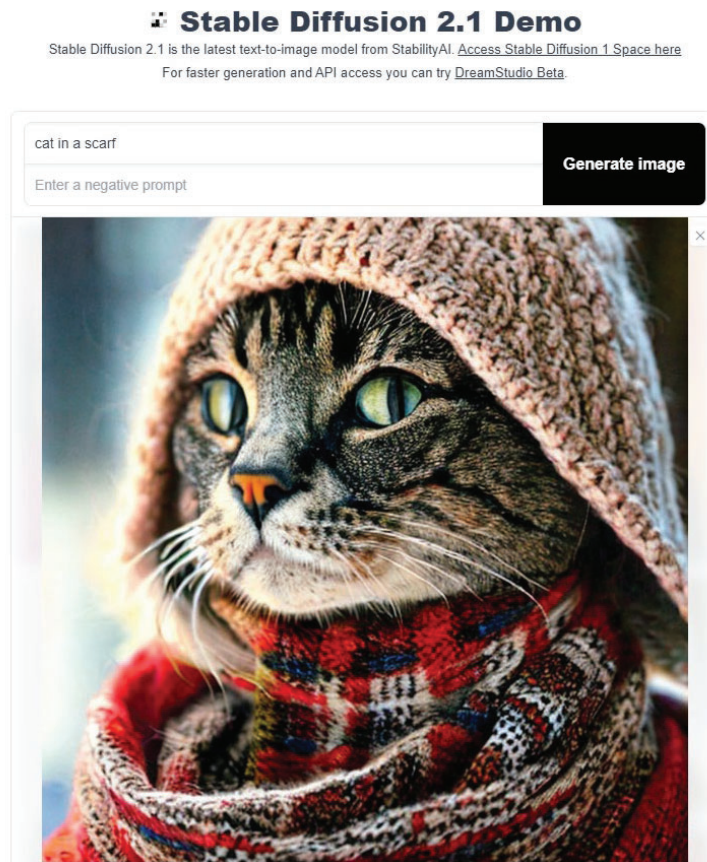 Stable Diffusion 2.1 Demo
Stable Diffusion 2.1 is the latest text-to-image model from StabilityAI. Access Stable Diffusion 1 Space here
For faster generation and API access you can try DreamStudio Beta.
cat in a scarf
Generate image
Enter a negative prompt